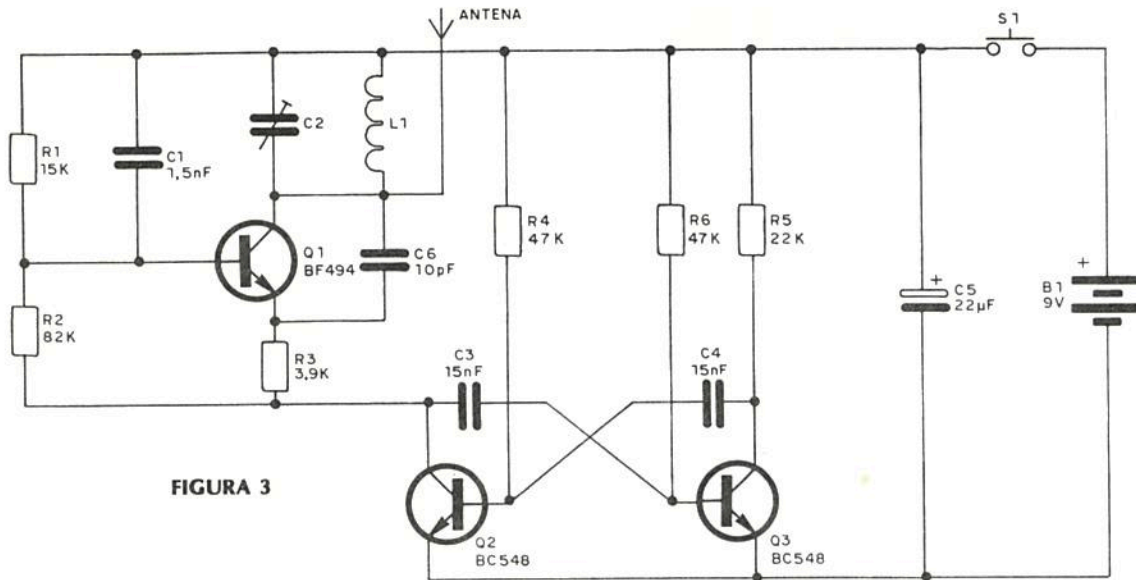 ANTENA
S1
R1
15K
C1
1,5nF
C2
L1
R4
47K
R6
47K
R5
22K
Q1
BF494
C6
10pF
C5
22µF
+
B1
9V
+
R2
82K
R3
3,9K
C3
15nF
C4
15nF
FIGURA 3
Q2
BC548
Q3
BC548